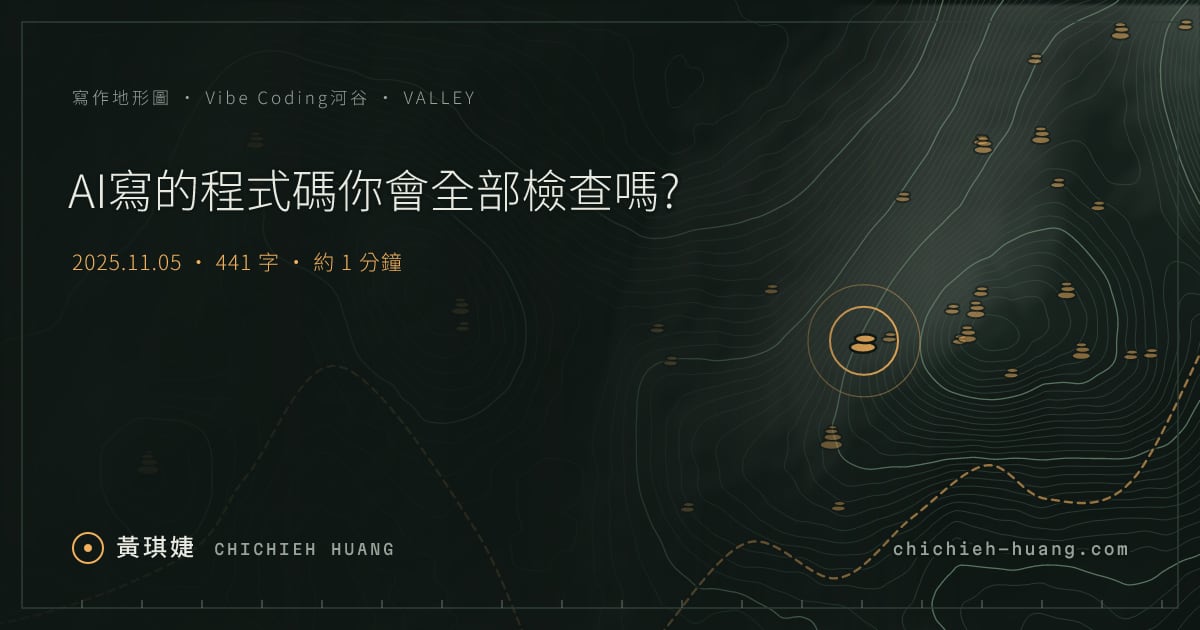 寫作地形圖 · Vibe Coding河谷 · VALLEY
AI寫的程式碼你會全部檢查嗎?
2025.11.05 · 441 字 · 約 1 分鐘
黃琪婕 CHICHIEH HUANG
chichieh-huang.com